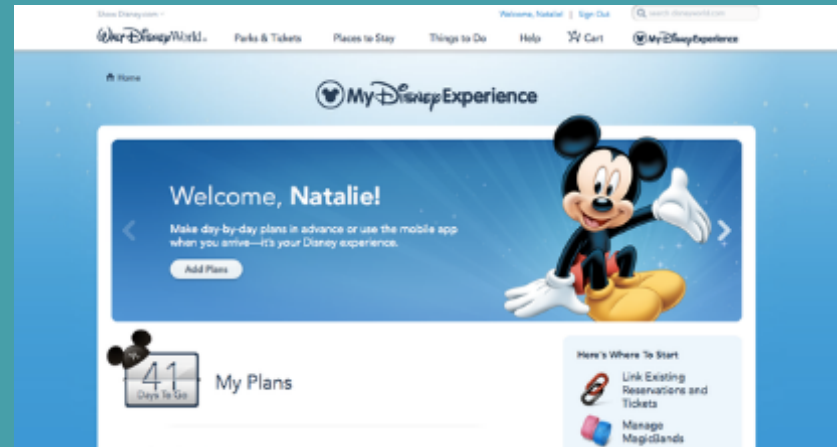 Show Disney.com
Welcome, Natalie! | Sign Out
search disneyworld.com
Walt Disney World.
Parks & Tickets
Places to Stay
Things to Do
Help
Cart
My Disney Experience
Home
My Disney Experience
Welcome, Natalie!
Make day-by-day plans in advance or use the mobile app
when you arrive—it's your Disney experience.
Add Plans
41
Days To Go
My Plans
Here's Where To Start
Link Existing
Reservations and
Tickets
Manage
MagicBands